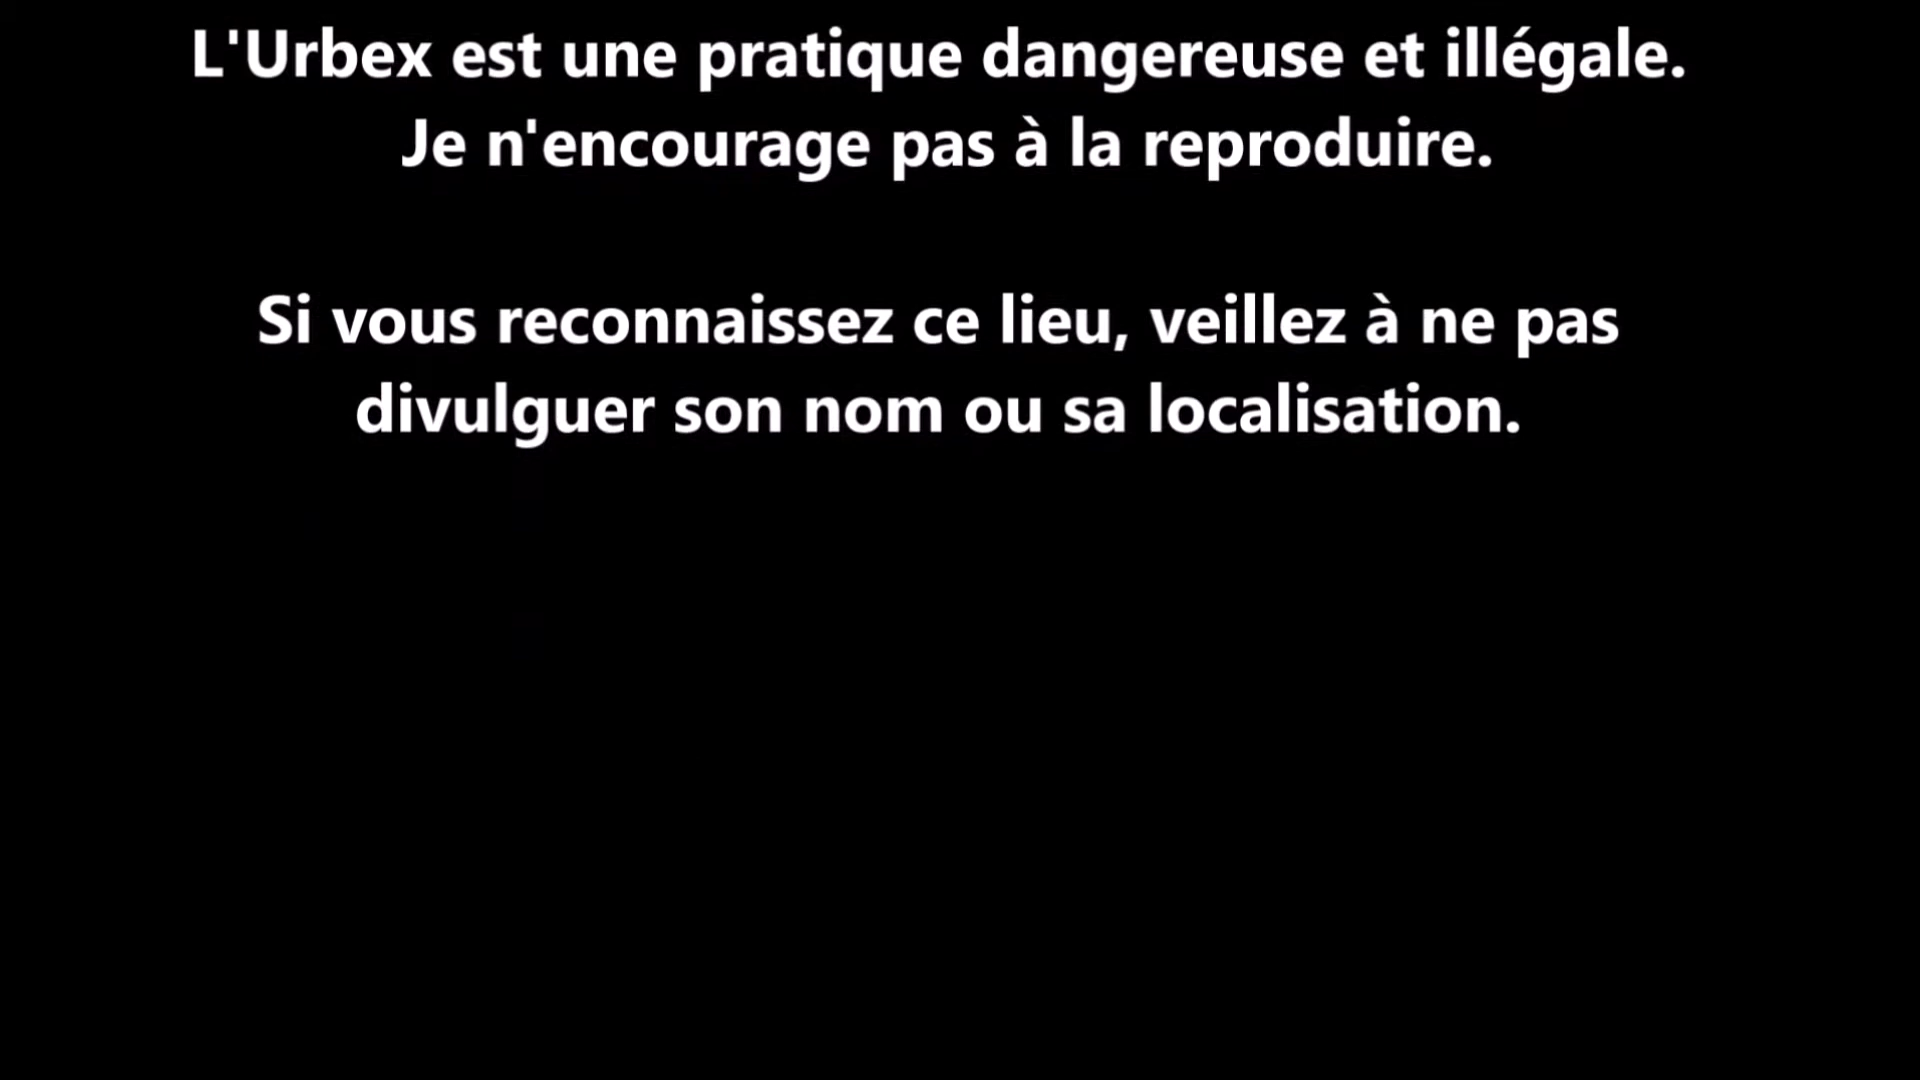 L'Urbex est une pratique dangereuse et illégale.
Je n'encourage pas à la reproduire.
Si vous reconnaissez ce lieu, veillez à ne pas
divulguer son nom ou sa localisation.